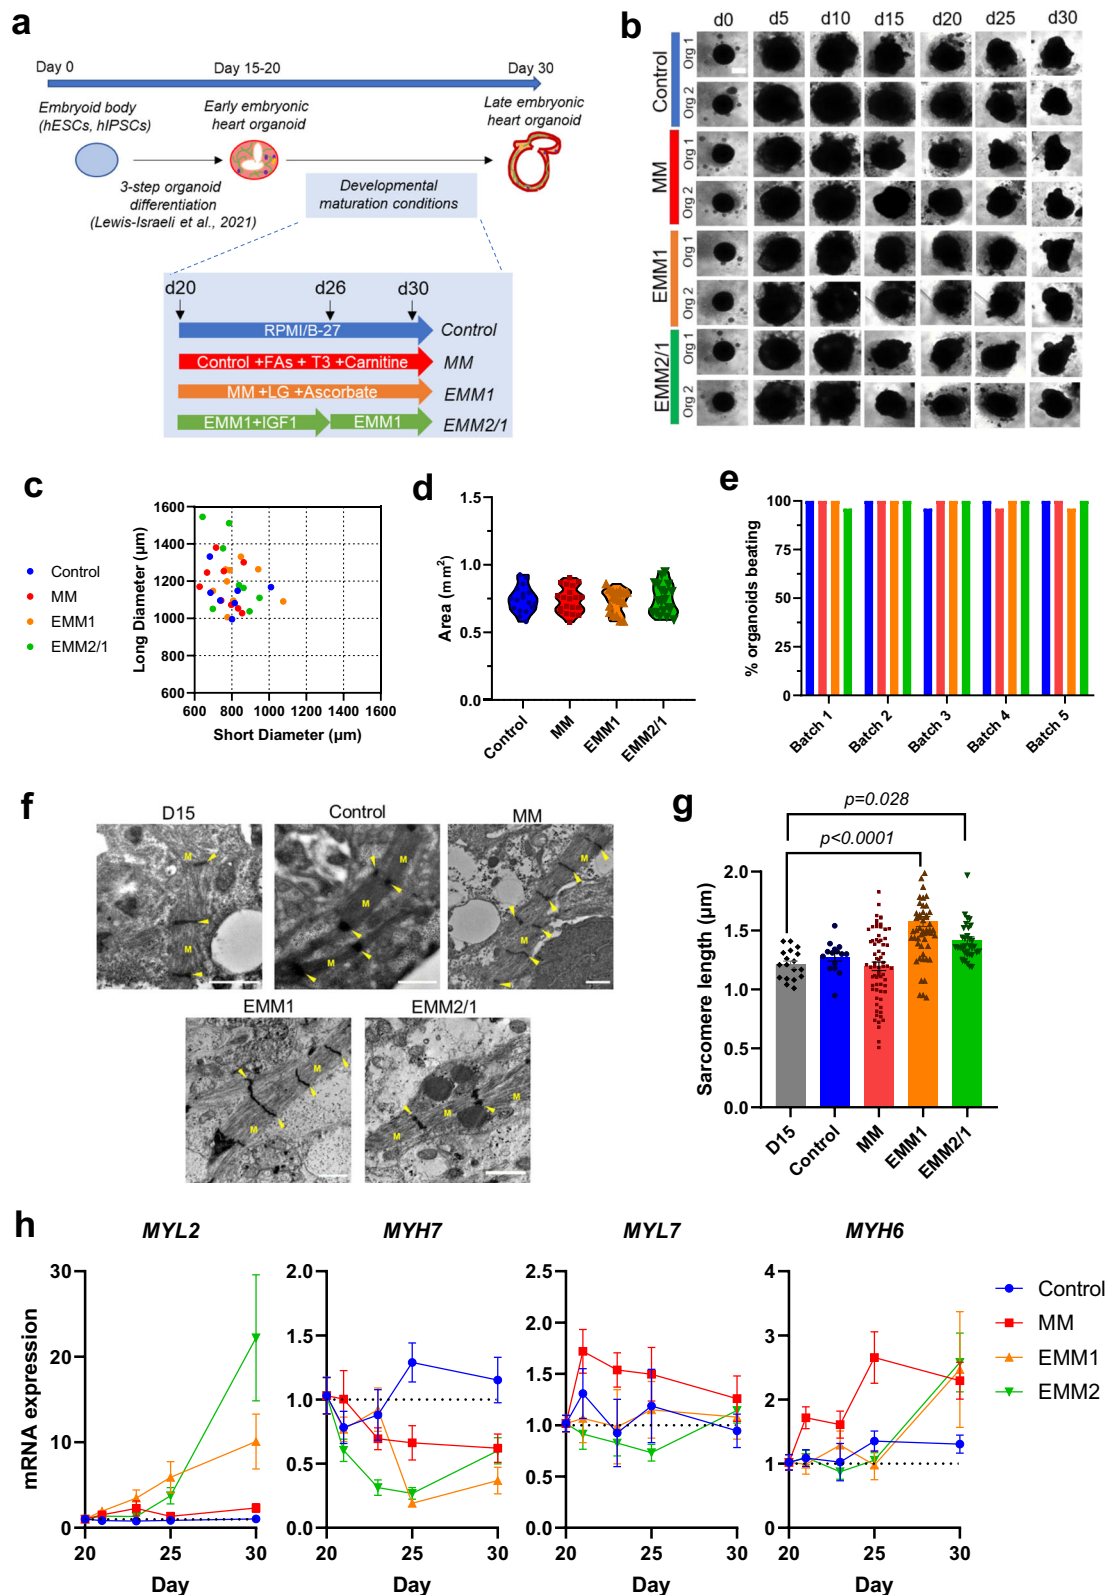 a
Day 0
Day 15-20
Day 30
Embryoid body
(hESCs, hIPSCs)
Early embryonic
heart organoid
Late embryonic
heart organoid
3-step organoid
differentiation
(Lewis-Israeli et al., 2021)
Developmental
maturation conditions
d20
d26
d30
RPMI/B-27
Control
Control +FAs + T3 +Carnitine
MM
MM +LG +Ascorbate
EMM1
EMM1+IGF1
EMM1
EMM2/1
b
d0 d5 d10 d15 d20 d25 d30
Control
Org 1
Org 2
MM
Org 1
Org 2
EMM1
Org 1
Org 2
EMM2/1
Org 1
Org 2
c
Control
MM
EMM1
EMM2/1
Long Diameter (µm)
1600
1400
1200
1000
800
600
600 800 1000 1200 1400 1600
Short Diameter (µm)
d
Area (mm²)
1.5
1.0
0.5
0.0
Control
MM
EMM1
EMM2/1
e
% organoids beating
100
75
50
25
0
Batch 1
Batch 2
Batch 3
Batch 4
Batch 5
f
D15
M
M
Control
M
M
MM
M
M
EMM1
M
M
M
EMM2/1
M
M
M
g
p=0.028
p<0.0001
Sarcomere length (µm)
2.0
1.5
1.0
0.5
0.0
D15
Control
MM
EMM1
EMM2/1
h
mRNA expression
MYL2
30
20
10
0
20 25 30
Day
MYH7
2.0
1.5
1.0
0.5
0.0
20 25 30
Day
MYL7
2.5
2.0
1.5
1.0
0.5
0.0
20 25 30
Day
MYH6
4
3
2
1
0
20 25 30
Day
Control
MM
EMM1
EMM2